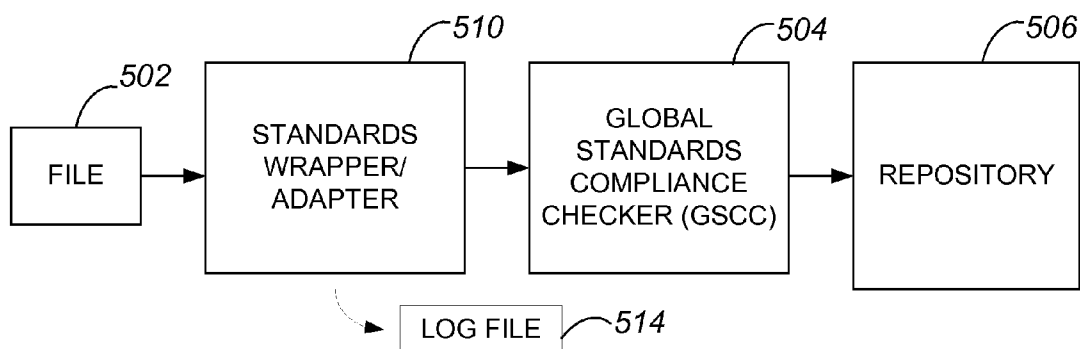 502
FILE
510
STANDARDS
WRAPPER/
ADAPTER
504
GLOBAL
STANDARDS
COMPLIANCE
CHECKER (GSCC)
506
REPOSITORY
LOG FILE
514